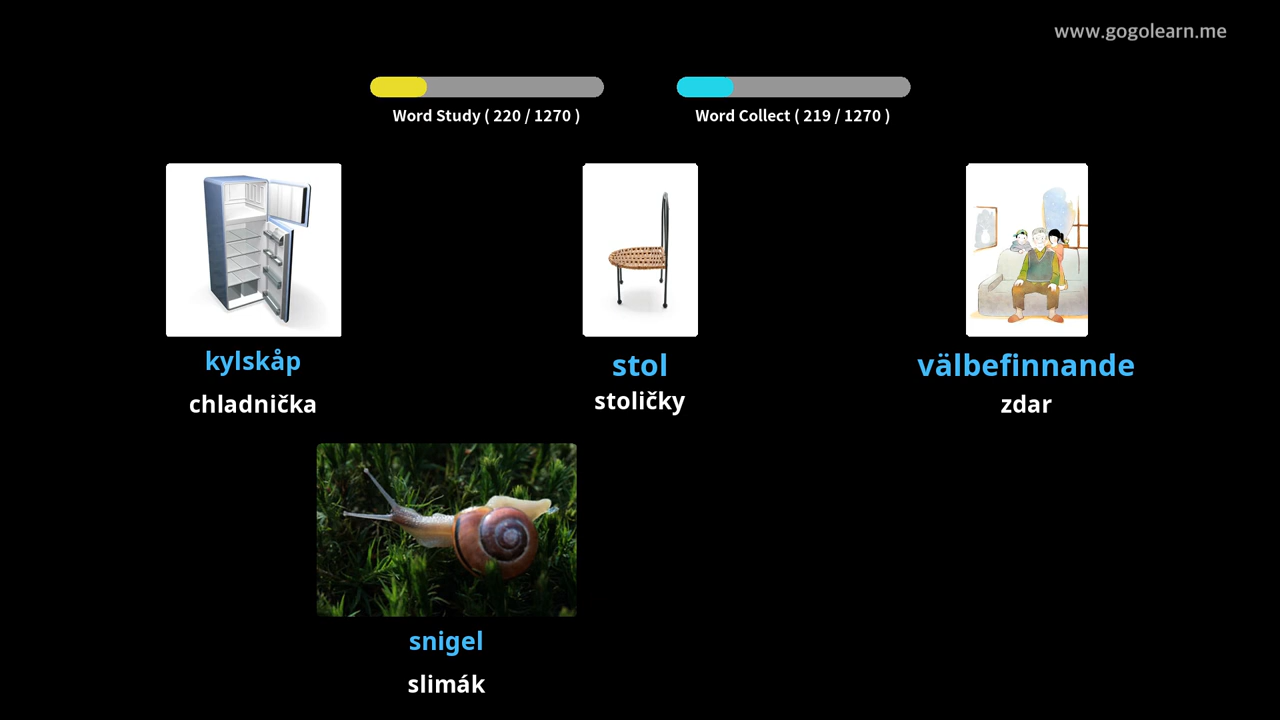 www.gogolearn.me
Word Study ( 220 / 1270 )
Word Collect ( 219 / 1270 )
kylskåp
chladnička
stol
stoličky
välbefinnande
zdar
snigel
slimák